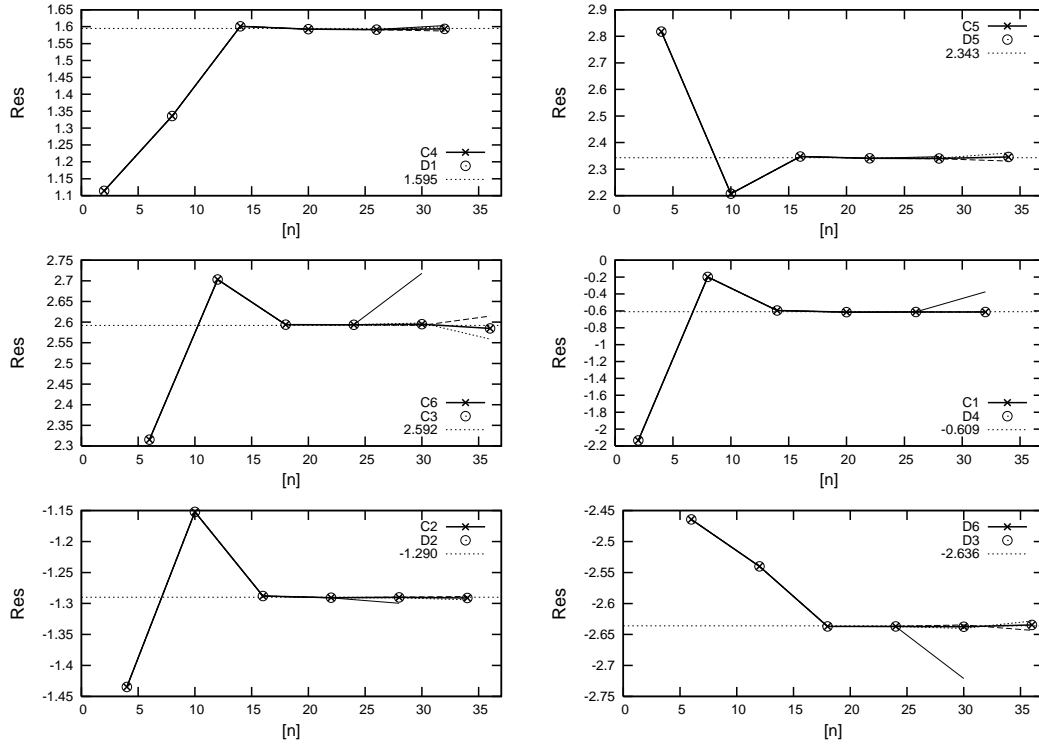 1.65
1.6
1.55
1.5
1.45
1.4
1.35
1.3
1.25
1.2
1.15
1.1
Res
0 5 10 15 20 25 30 35
[n]
C4
D1
1.595
2.9
2.8
2.7
2.6
2.5
2.4
2.3
2.2
Res
0 5 10 15 20 25 30 35
[n]
C5
D5
2.343
2.75
2.7
2.65
2.6
2.55
2.5
2.45
2.4
2.35
2.3
Res
0 5 10 15 20 25 30 35
[n]
C6
C3
2.592
0
-0.2
-0.4
-0.6
-0.8
-1
-1.2
-1.4
-1.6
-1.8
-2
-2.2
Res
0 5 10 15 20 25 30 35
[n]
C1
D4
-0.609
-1.15
-1.2
-1.25
-1.3
-1.35
-1.4
-1.45
Res
0 5 10 15 20 25 30 35
[n]
C2
D2
-1.290
-2.45
-2.5
-2.55
-2.6
-2.65
-2.7
-2.75
Res
0 5 10 15 20 25 30 35
[n]
D6
D3
-2.636